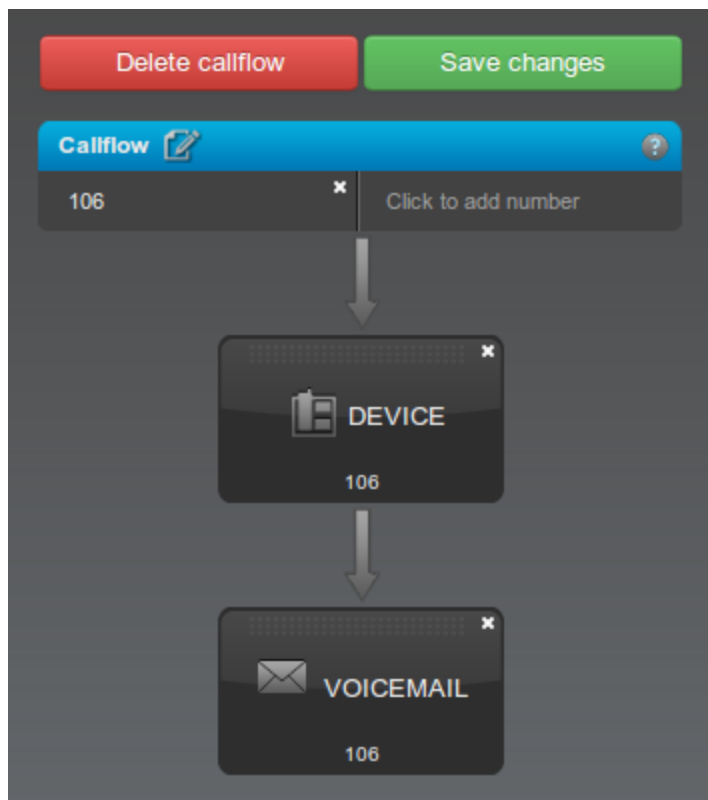 Delete callflow Save changes
Callflow ?
106 Click to add number
DEVICE
106
VOICEMAIL
106